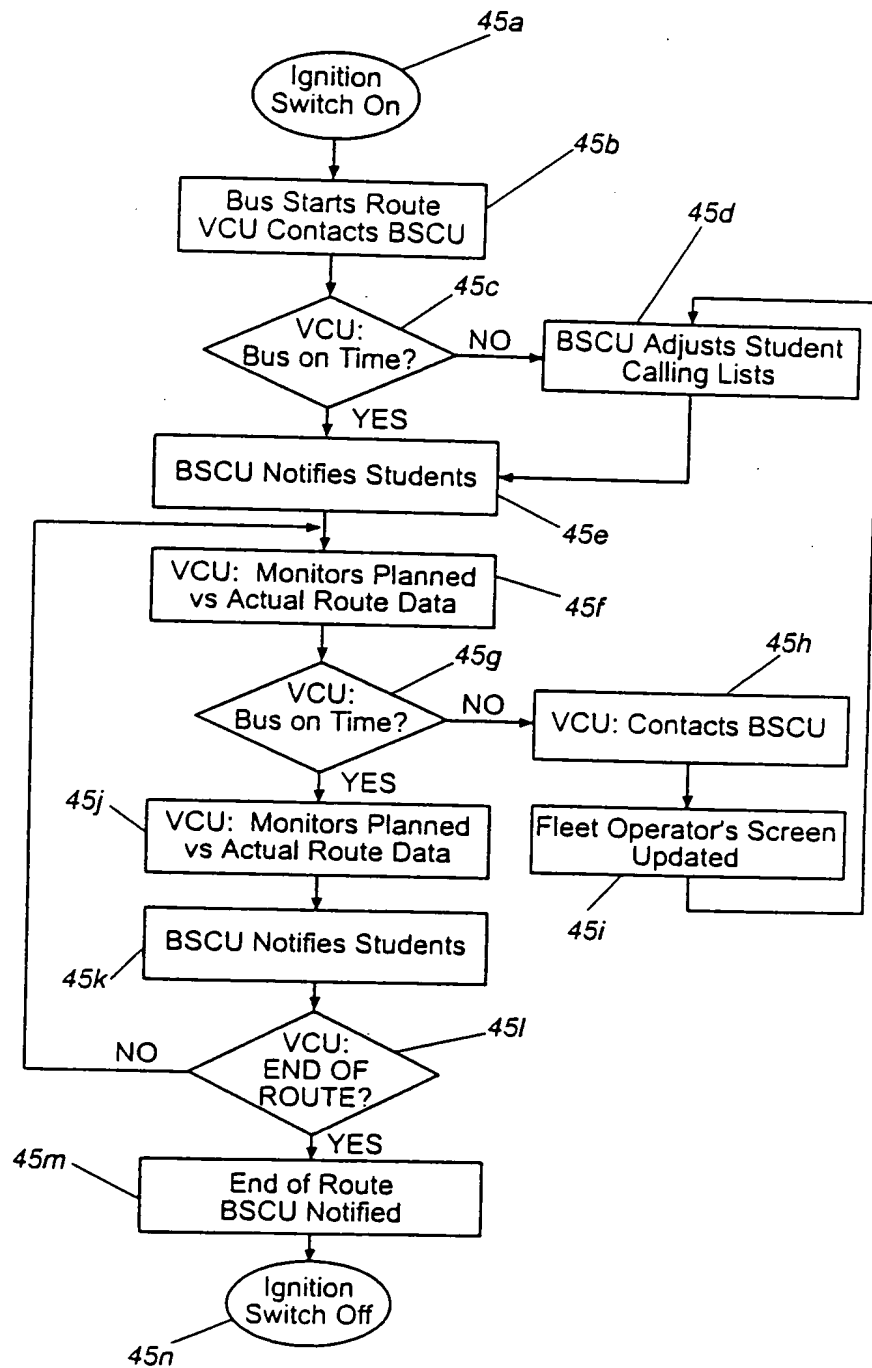 45a
Ignition
Switch On
45b
Bus Starts Route
VCU Contacts BSCU
45c
VCU:
Bus on Time?
NO
45d
BSCU Adjusts Student
Calling Lists
YES
BSCU Notifies Students
45e
VCU: Monitors Planned
vs Actual Route Data
45f
45g
VCU:
Bus on Time?
NO
45h
VCU: Contacts BSCU
YES
45j
VCU: Monitors Planned
vs Actual Route Data
Fleet Operator's Screen
Updated
45i
BSCU Notifies Students
45k
45l
VCU:
END OF
ROUTE?
NO
YES
45m
End of Route
BSCU Notified
Ignition
Switch Off
45n